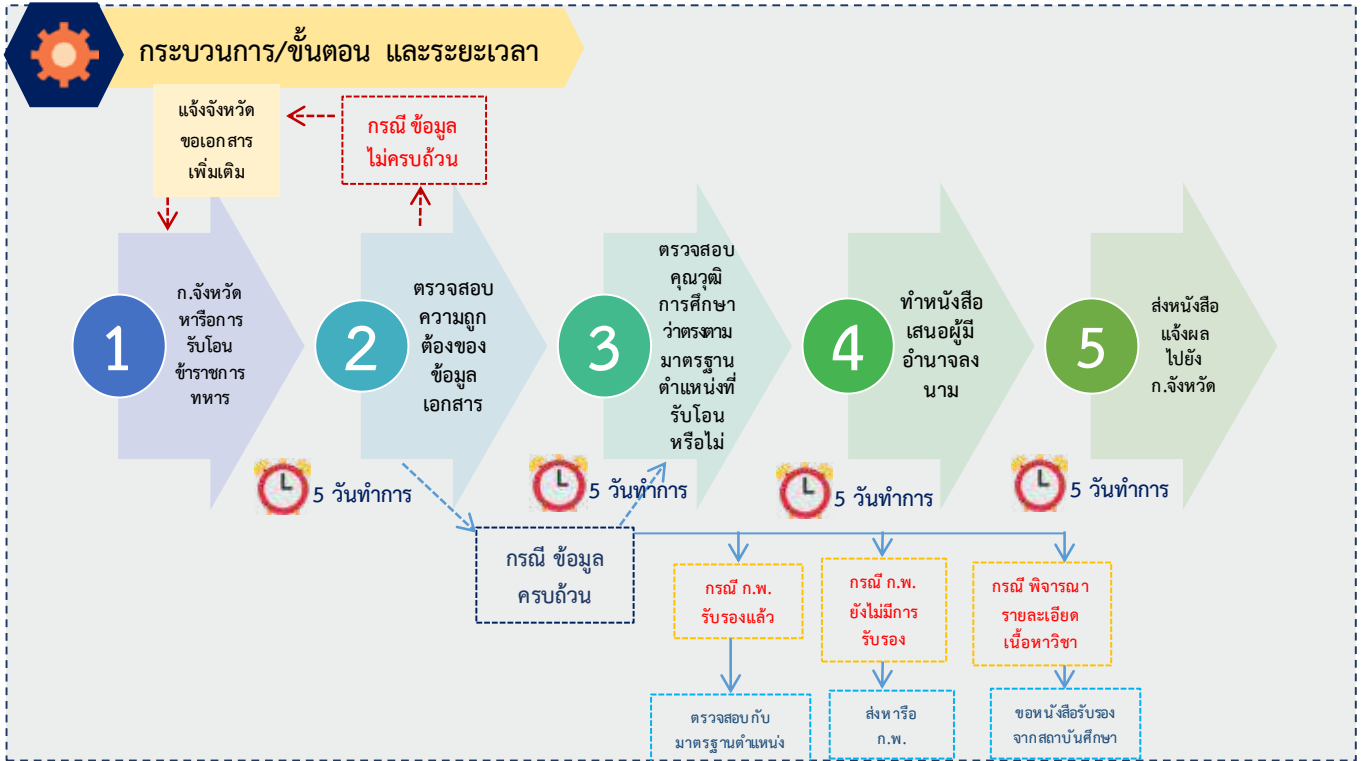 กระบวนการ/ขั้นตอน และระยะเวลา
แจ้งจังหวัด
ขอเอกสาร
เพิ่มเติม
กรณี ข้อมูล
ไม่ครบถ้วน
1
ก.จังหวัด
หารือการ
รับโอน
ข้าราชการ
ทหาร
2
ตรวจสอบ
ความถูก
ต้องของ
ข้อมูล
เอกสาร
3
ตรวจสอบ
คุณวุฒิ
การศึกษา
ว่าตรงตาม
มาตรฐาน
ตำแหน่งที่
รับโอน
หรือไม่
4
ทำหนังสือ
เสนอผู้มี
อำนาจลง
นาม
5
ส่งหนังสือ
แจ้งผล
ไปยัง
ก.จังหวัด
5 วันทำการ
5 วันทำการ
5 วันทำการ
5 วันทำการ
กรณี ข้อมูล
ครบถ้วน
กรณี ก.พ.
รับรองแล้ว
กรณี ก.พ.
ยังไม่มีการ
รับรอง
กรณี พิจารณา
รายละเอียด
เนื้อหาวิชา
ตรวจสอบกับ
มาตรฐานตำแหน่ง
ส่งหารือ
ก.พ.
ขอหนังสือรับรอง
จากสถาบันศึกษา